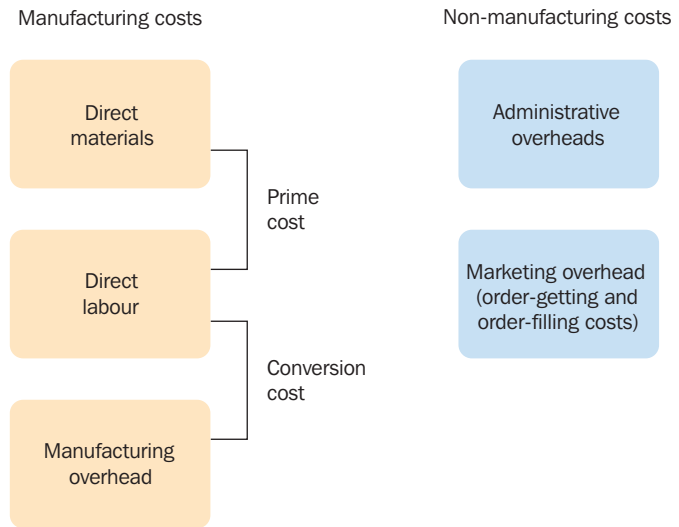 Manufacturing costs
Non-manufacturing costs
Direct
materials
Administrative
overheads
Prime
cost
Direct
labour
Marketing overhead
(order-getting and
order-filling costs)
Conversion
cost
Manufacturing
overhead